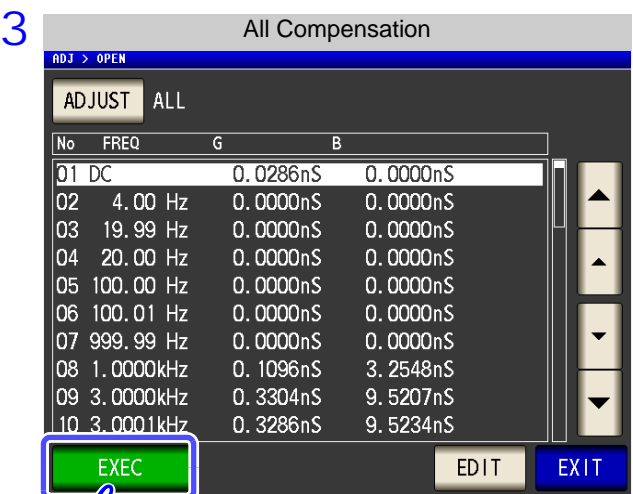 3
All Compensation
ADJ > OPEN
ADJUST ALL
No FREQ G B
01 DC 0.0286nS 0.0000nS
02 4.00 Hz 0.0000nS 0.0000nS
03 19.99 Hz 0.0000nS 0.0000nS
04 20.00 Hz 0.0000nS 0.0000nS
05 100.00 Hz 0.0000nS 0.0000nS
06 100.01 Hz 0.0000nS 0.0000nS
07 999.99 Hz 0.0000nS 0.0000nS
08 1.0000kHz 0.1096nS 3.2548nS
09 3.0000kHz 0.3304nS 9.5207nS
10 3.0001kHz 0.3286nS 9.5234nS
EXEC EDIT EXIT